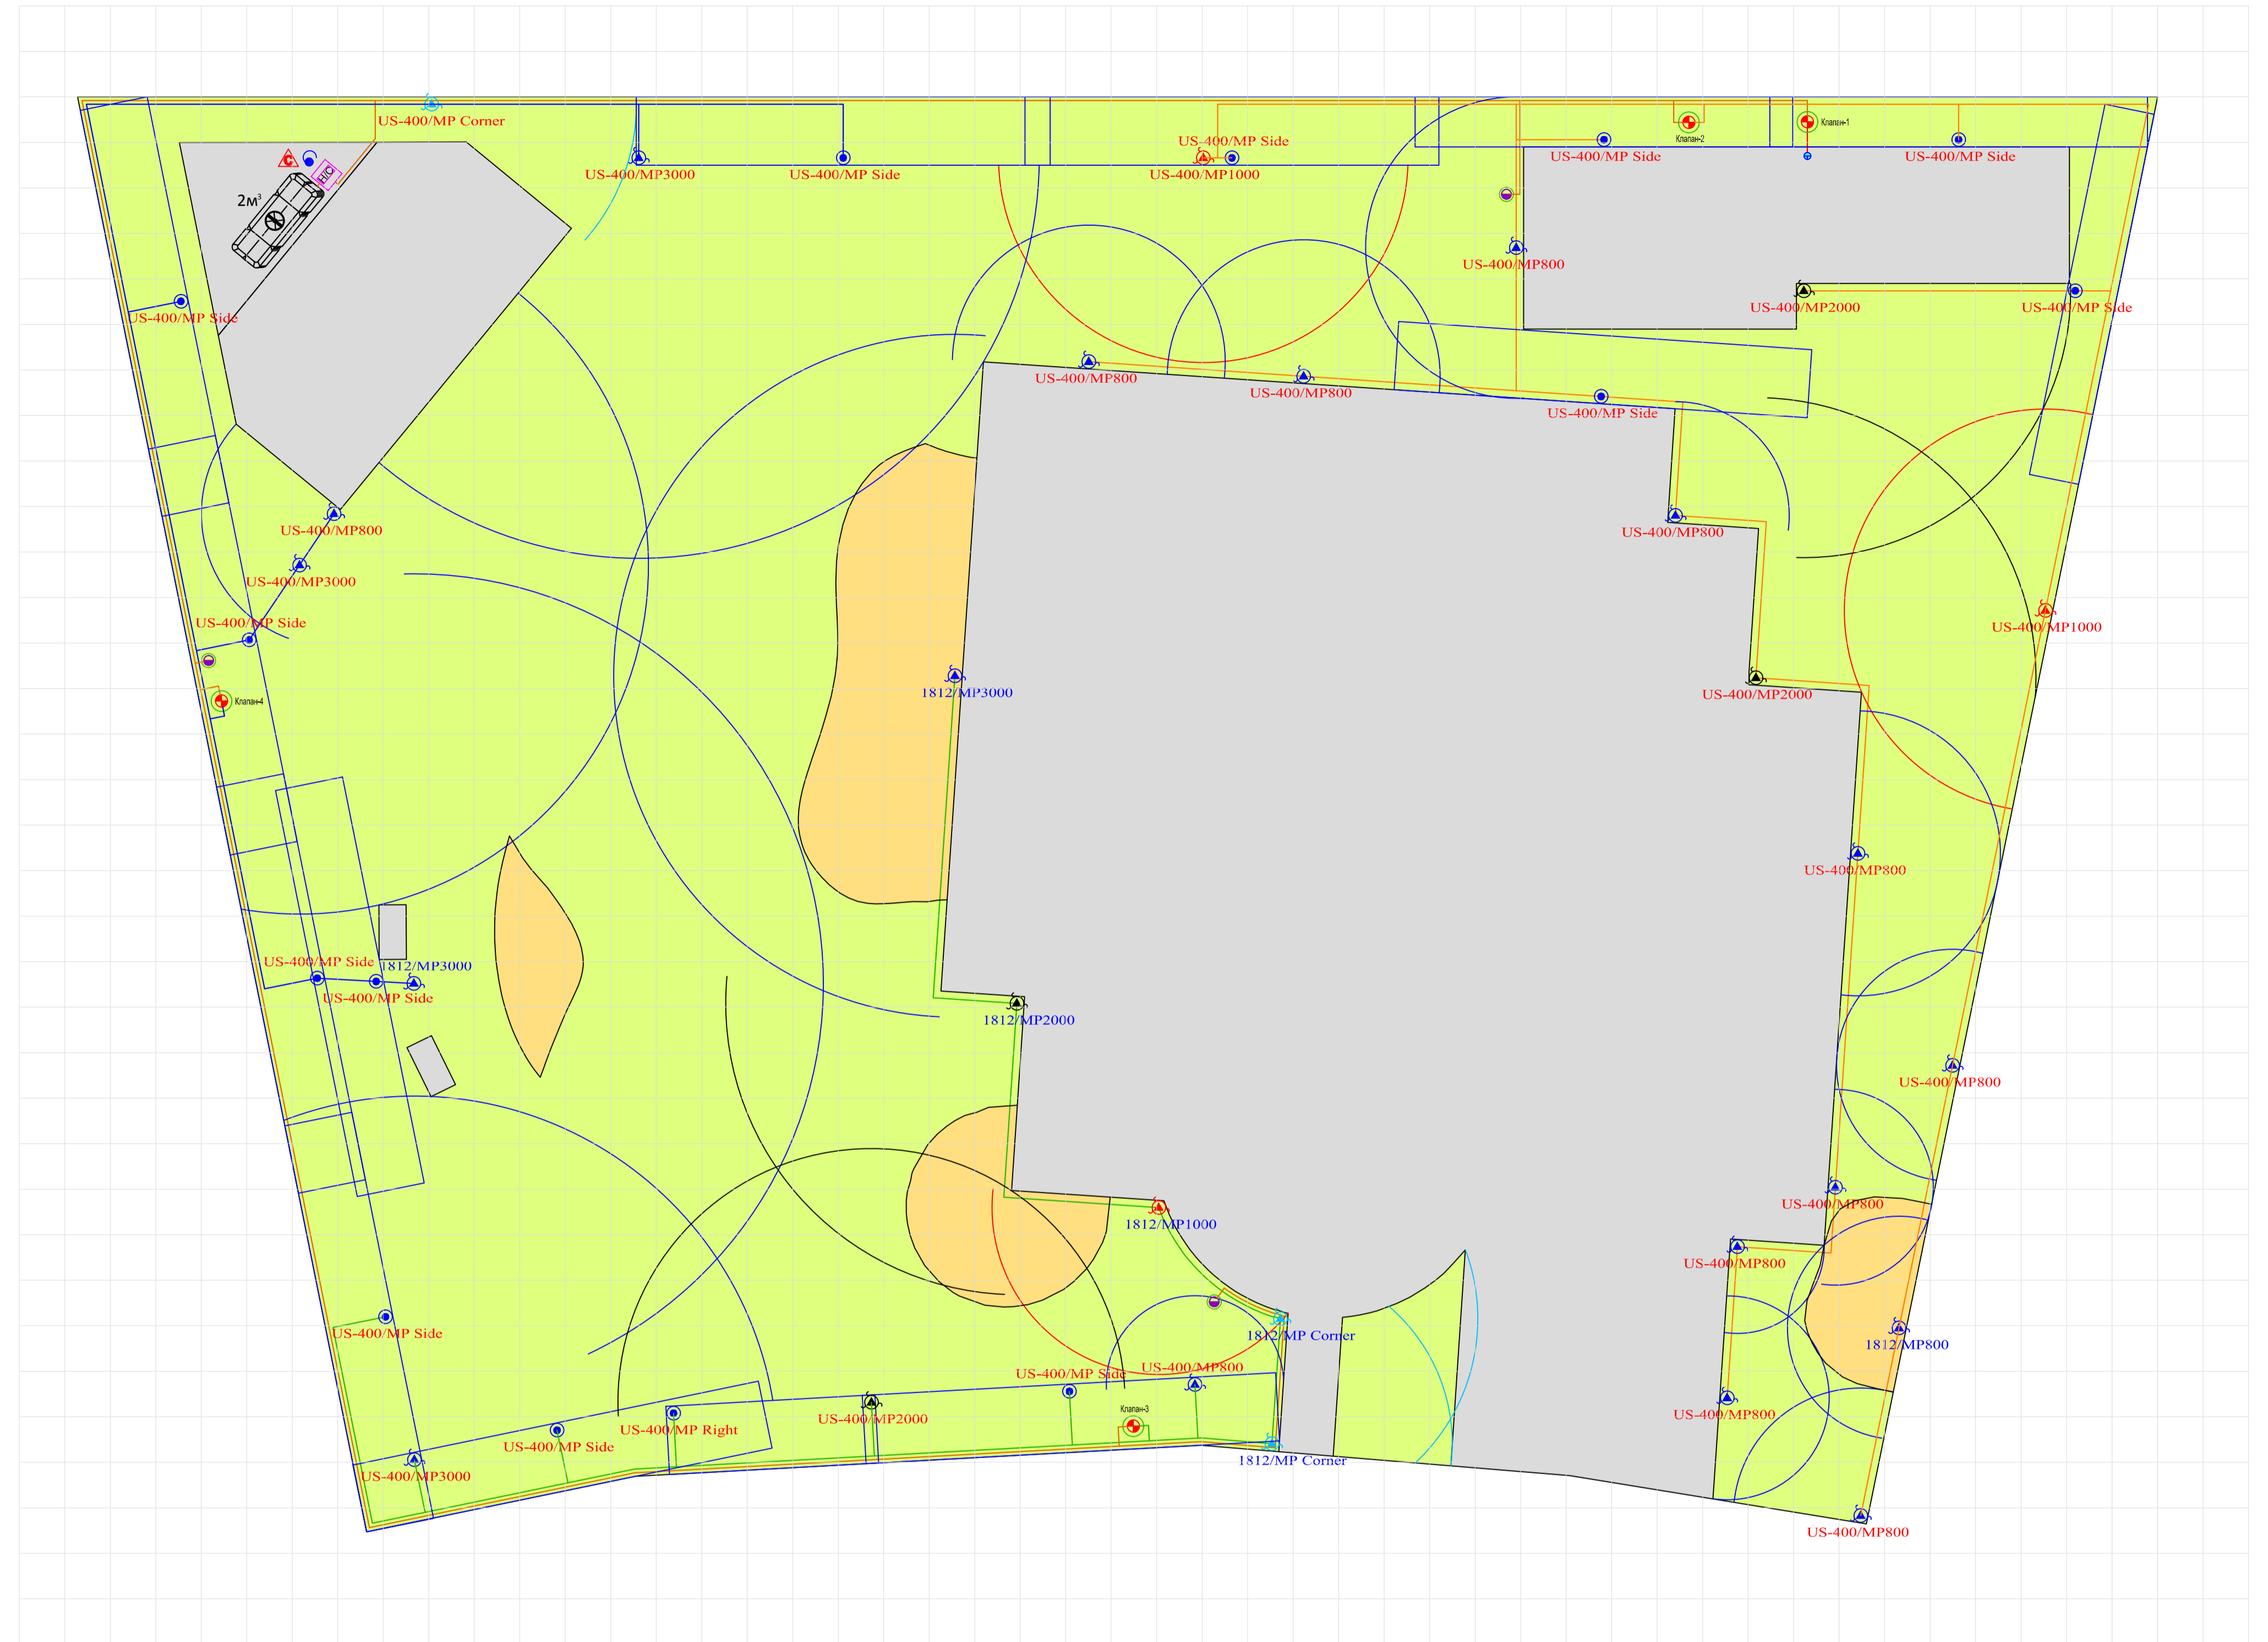 US-400/MP Corner
Клапан-2
Клапан-1
US-400/MP Side
US-400/MP Side
US-400/MP Side
C
H/C
US-400/MP3000
US-400/MP Side
US-400/MP1000
2м³
US-400/MP800
US-400/MP2000
US-400/MP Side
US-400/MP Side
US-400/MP800
US-400/MP800
US-400/MP Side
US-400/MP800
US-400/MP800
US-400/MP3000
US-400/MP Side
US-400/MP1000
1812/MP3000
US-400/MP2000
Клапан-4
US-400/MP800
US-400/MP Side
1812/MP3000
US-400/MP Side
1812/MP2000
US-400/MP800
US-400/MP800
1812/MP1000
US-400/MP800
US-400/MP Side
1812/MP Corner
1812/MP800
US-400/MP Side
US-400/MP800
Клапан-3
US-400/MP800
US-400/MP Side
US-400/MP Right
US-400/MP2000
1812/MP Corner
US-400/MP3000
US-400/MP800